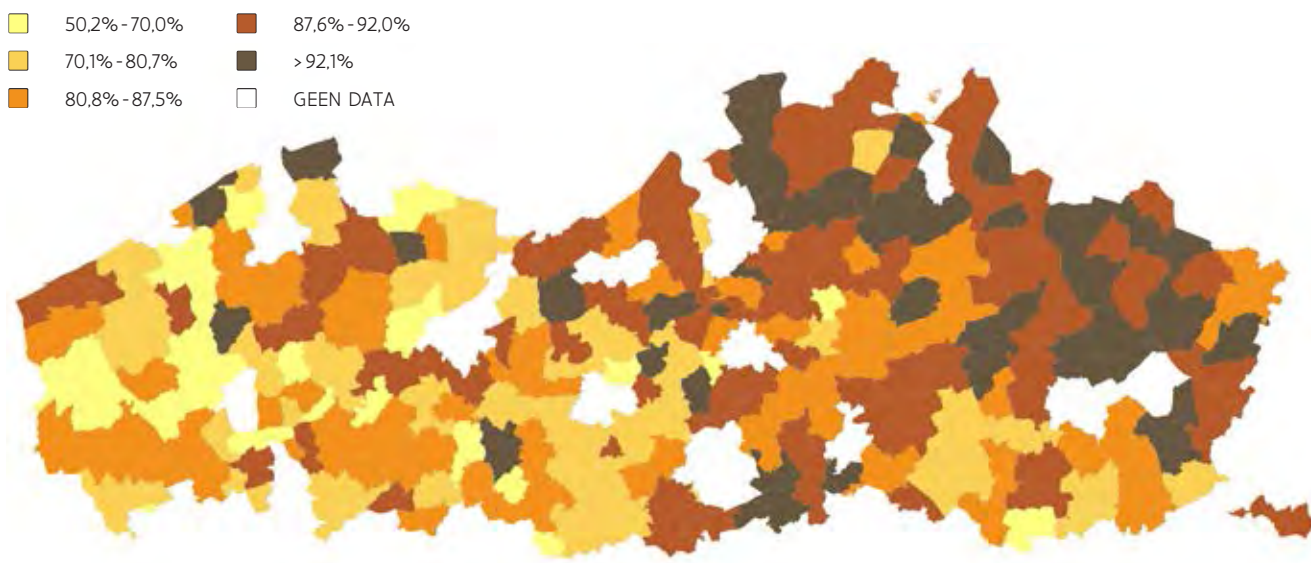 50,2% - 70,0%
70,1% - 80,7%
80,8% - 87,5%
87,6% - 92,0%
> 92,1%
GEEN DATA